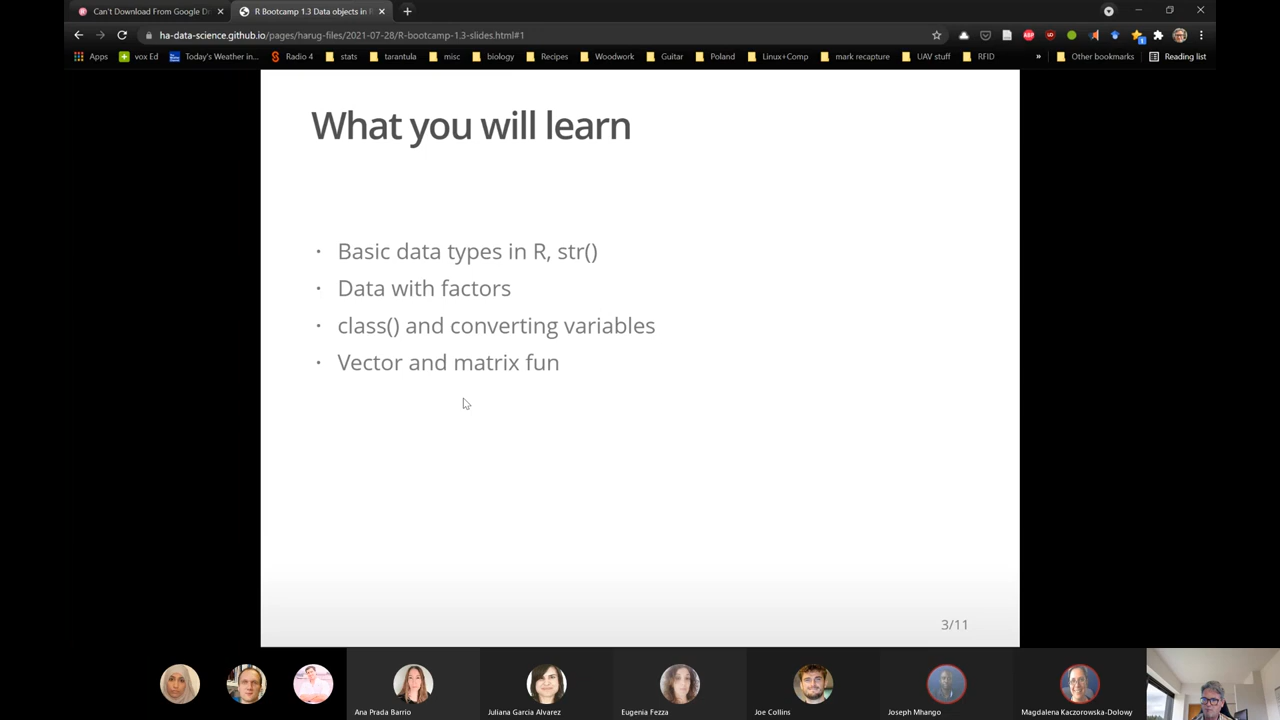 Can't Download From Google Dr
R Bootcamp 1.3 Data objects in R
ha-data-science.github.io/pages/harug-files/2021-07-28/R-bootcamp-1.3-slides.html#1
Apps vox Ed Today's Weather in... Radio 4 stats tarantula misc biology Recipes Woodwork Guitar Poland Linux+Comp mark recapture UAV stuff RFID » Other bookmarks Reading list
What you will learn
· Basic data types in R, str()
· Data with factors
· class() and converting variables
· Vector and matrix fun
3/11
Ana Prada Barrio Juliana Garcia Alvarez Eugenia Fezza Joe Collins Joseph Mhango Magdalena Kaczorowska-Dolowy